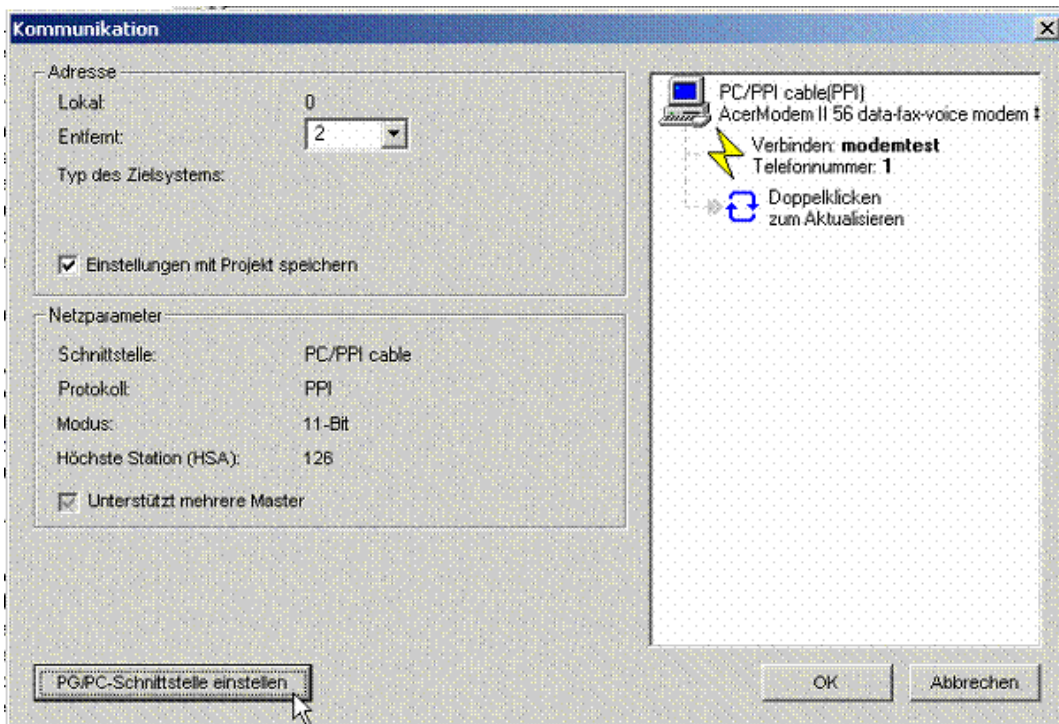 Kommunikation
Adresse
Lokal: 0
Entfernt: 2
Typ des Zielsystems:
Einstellungen mit Projekt speichern
Netzparameter
Schnittstelle: PC/PPI cable
Protokoll: PPI
Modus: 11-Bit
Höchste Station (HSA): 126
Unterstützt mehrere Master
PG/PC-Schnittstelle einstellen
PC/PPI cable(PPI)
AcerModem II 56 data-fax-voice modem
Verbinden: modemtest
Telefonnummer: 1
Doppelklicken
zum Aktualisieren
OK
Abbrechen